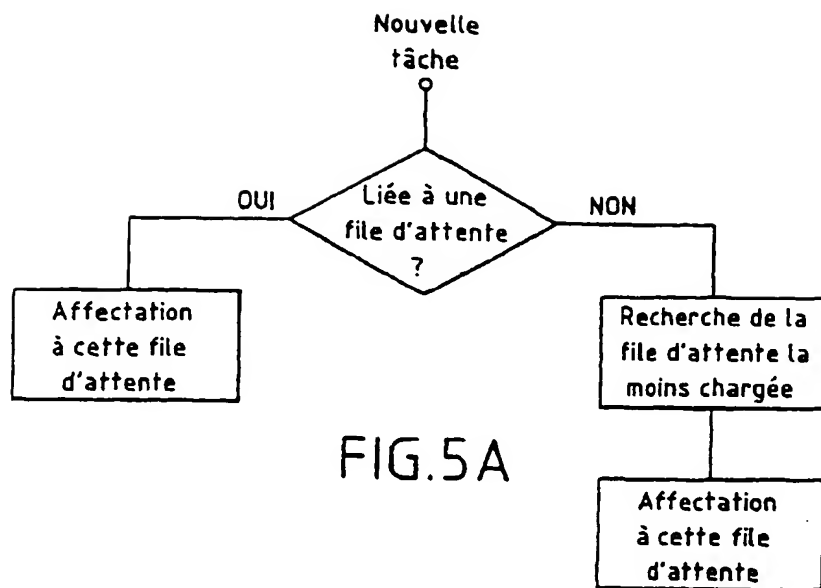 Nouvelle
tâche
OUI
Liée à une
file d'attente
?
NON
Affectation
à cette file
d'attente
Recherche de la
file d'attente la
moins chargée
FIG.5A
Affectation
à cette file
d'attente